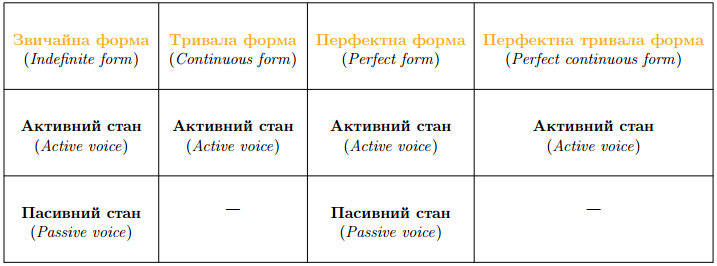 Звичайна форма Тривала форма Перфектна форма Перфектна тривала форма
(Indefinite form) (Continuous form) (Perfect form) (Perfect continuous form)
Активний стан Активний стан Активний стан Активний стан
(Active voice) (Active voice) (Active voice) (Active voice)
Пасивний стан — Пасивний стан —
(Passive voice) (Passive voice)